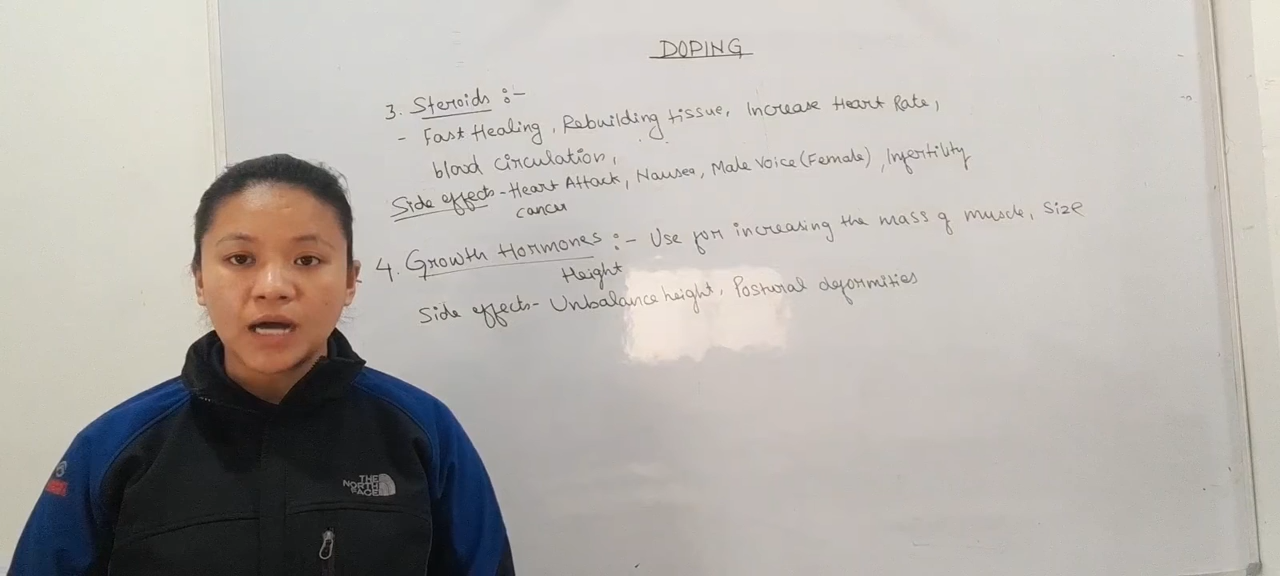 DOPING
3. Steroids :-
- Fast Healing, Rebuilding tissue, Increase Heart Rate,
blood circulation,
Side effects - Heart Attack, Nausea, Male Voice (Female), Infertility
cancer
4. Growth Hormones :- Use for increasing the mass of muscle, Size
Height
Side effects - Unbalance height, Postural deformities
THE
NORTH
FACE